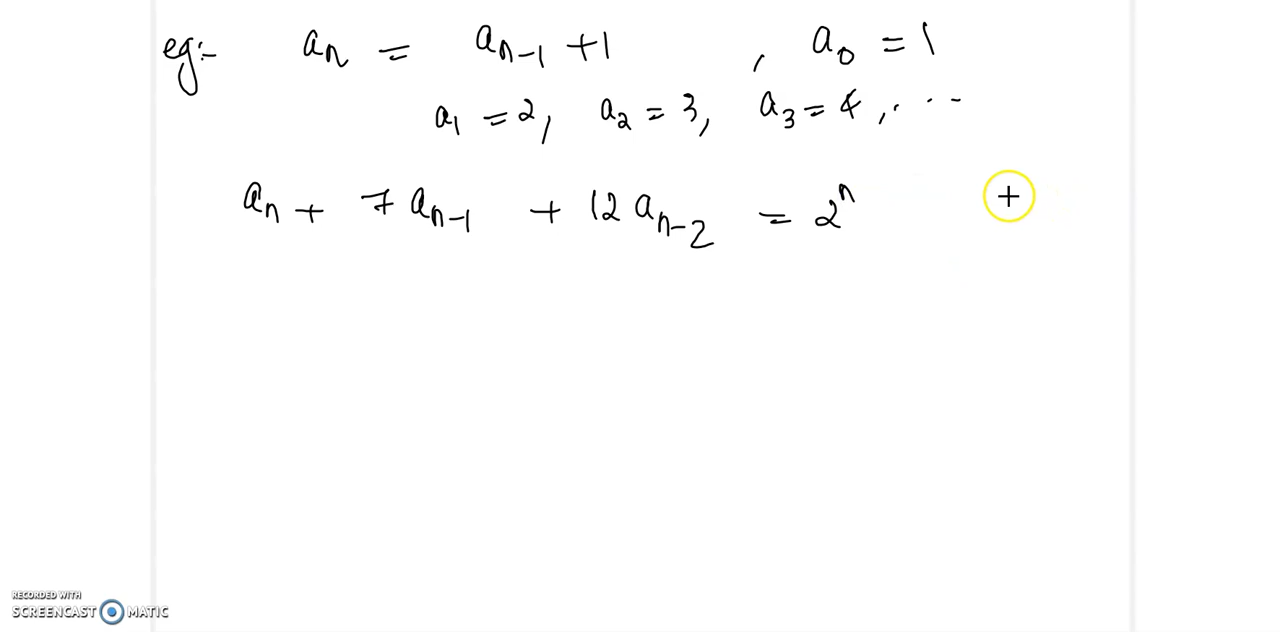 eg:- aₙ = aₙ₋₁ + 1 , a₀ = 1
a₁ = 2, a₂ = 3, a₃ = 4, ...
aₙ + 7aₙ₋₁ + 12aₙ₋₂ = 2ⁿ
RECORDED WITH
SCREENCAST MATIC